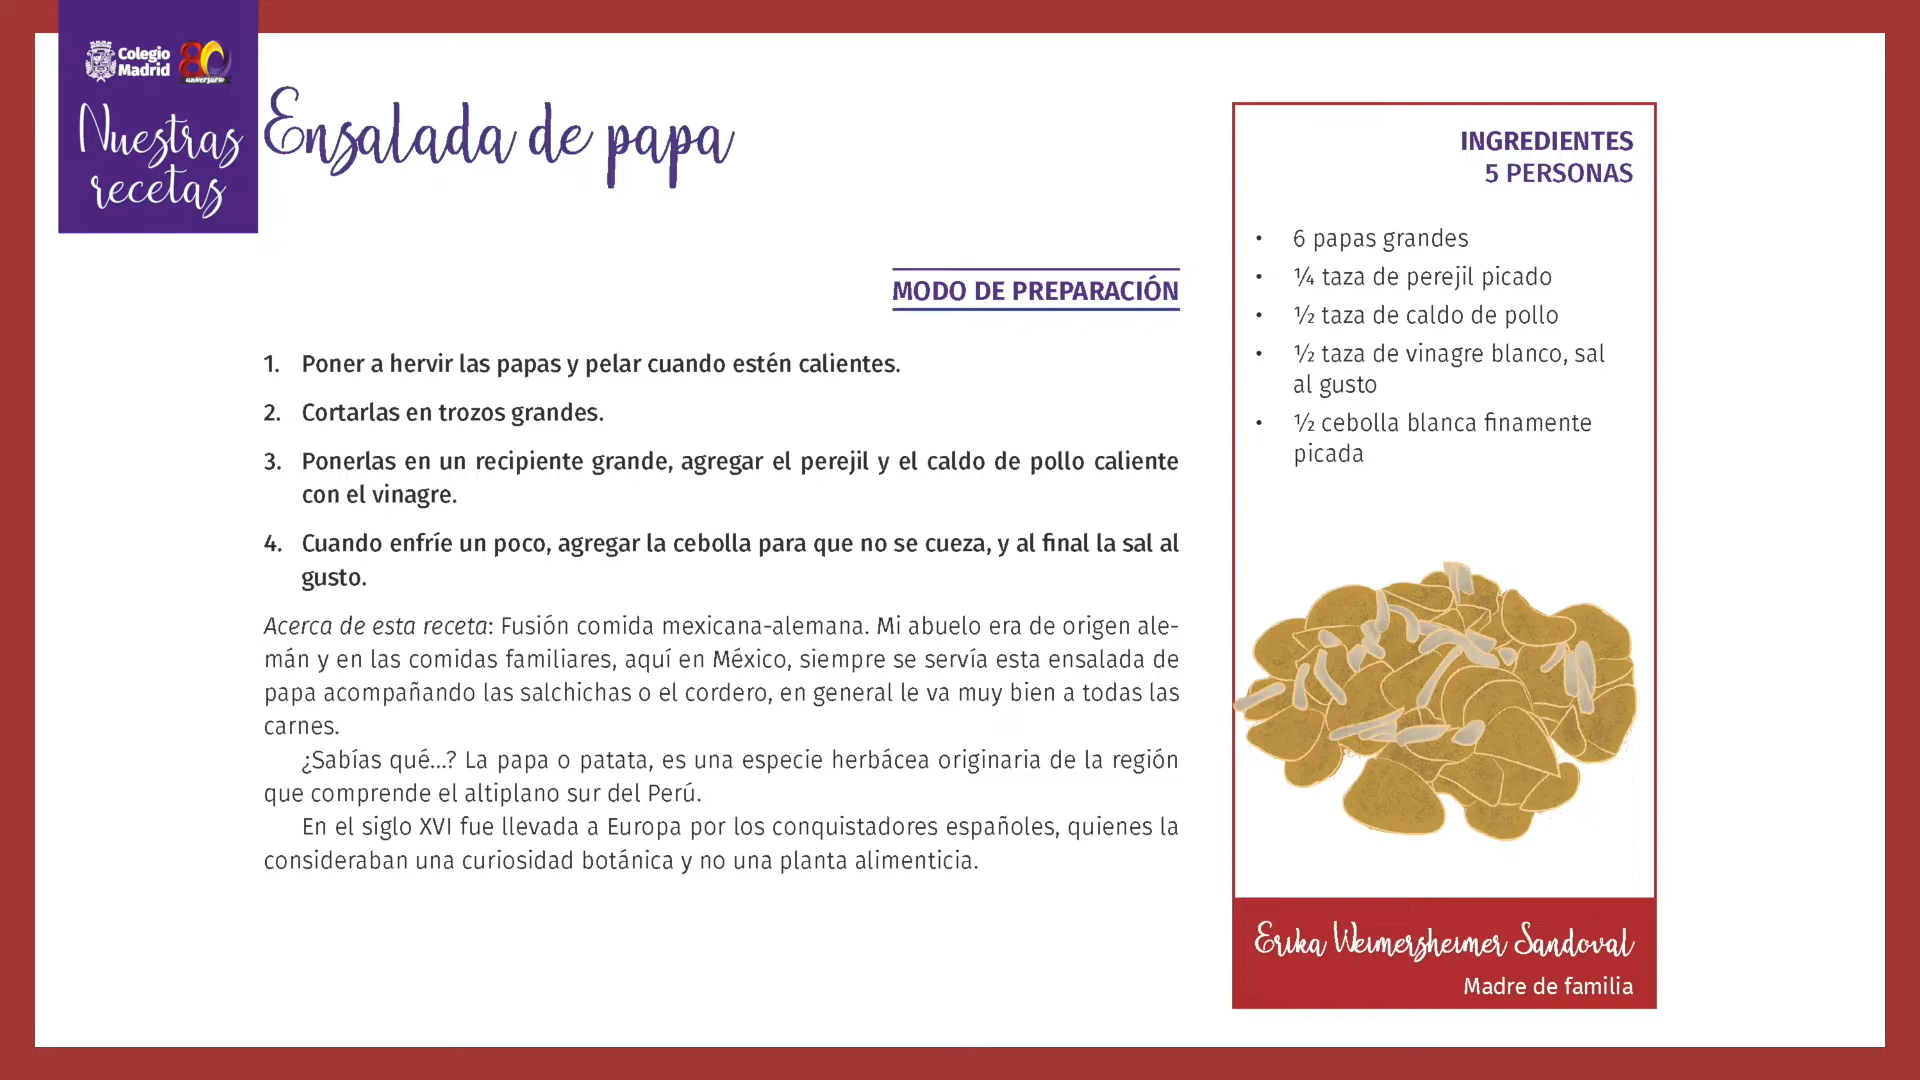 Colegio
Madrid
80
aniversario
Nuestras
recetas
Ensalada de papa
MODO DE PREPARACIÓN
1. Poner a hervir las papas y pelar cuando estén calientes.
2. Cortarlas en trozos grandes.
3. Ponerlas en un recipiente grande, agregar el perejil y el caldo de pollo caliente
con el vinagre.
4. Cuando enfríe un poco, agregar la cebolla para que no se cueza, y al final la sal al
gusto.
Acerca de esta receta: Fusión comida mexicana-alemana. Mi abuelo era de origen ale-
mán y en las comidas familiares, aquí en México, siempre se servía esta ensalada de
papa acompañando las salchichas o el cordero, en general le va muy bien a todas las
carnes.
¿Sabías qué...? La papa o patata, es una especie herbácea originaria de la región
que comprende el altiplano sur del Perú.
En el siglo XVI fue llevada a Europa por los conquistadores españoles, quienes la
consideraban una curiosidad botánica y no una planta alimenticia.
INGREDIENTES
5 PERSONAS
• 6 papas grandes
• ¼ taza de perejil picado
• ½ taza de caldo de pollo
• ½ taza de vinagre blanco, sal
al gusto
• ½ cebolla blanca finamente
picada
Erika Weimersheimer Sandoval
Madre de familia